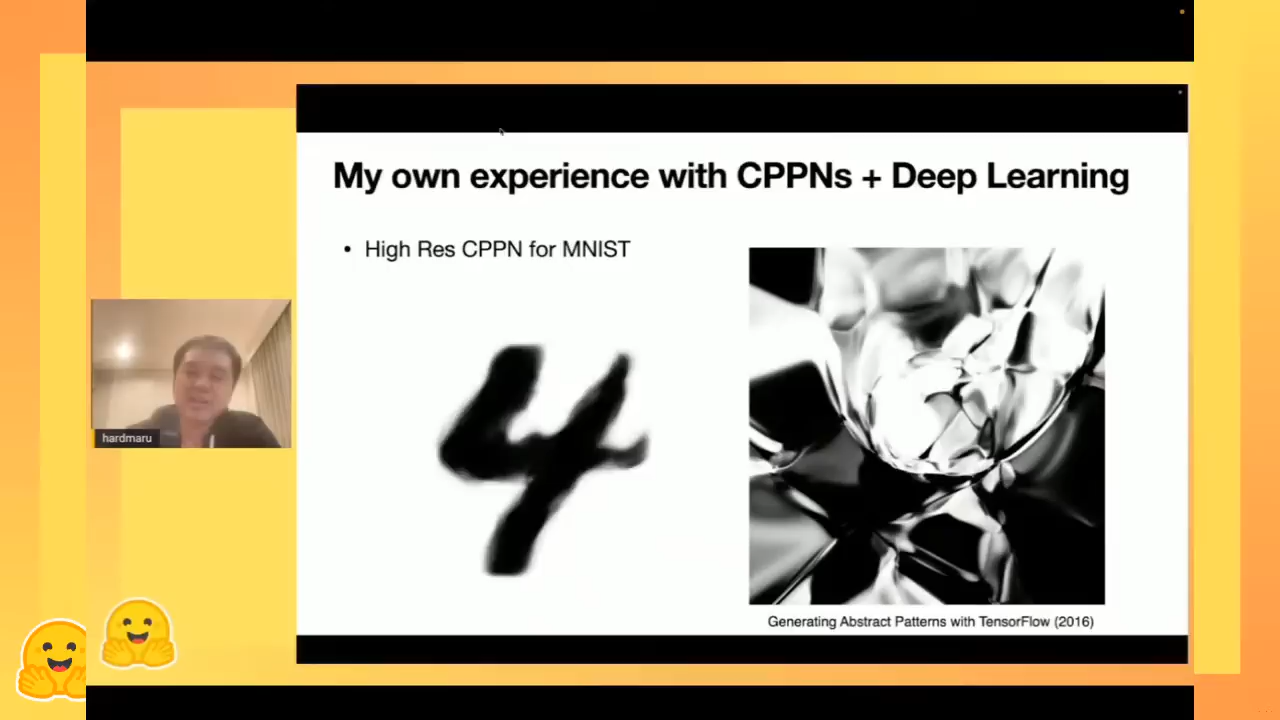 My own experience with CPPNs + Deep Learning
• High Res CPPN for MNIST
4
hardmaru
Generating Abstract Patterns with TensorFlow (2016)